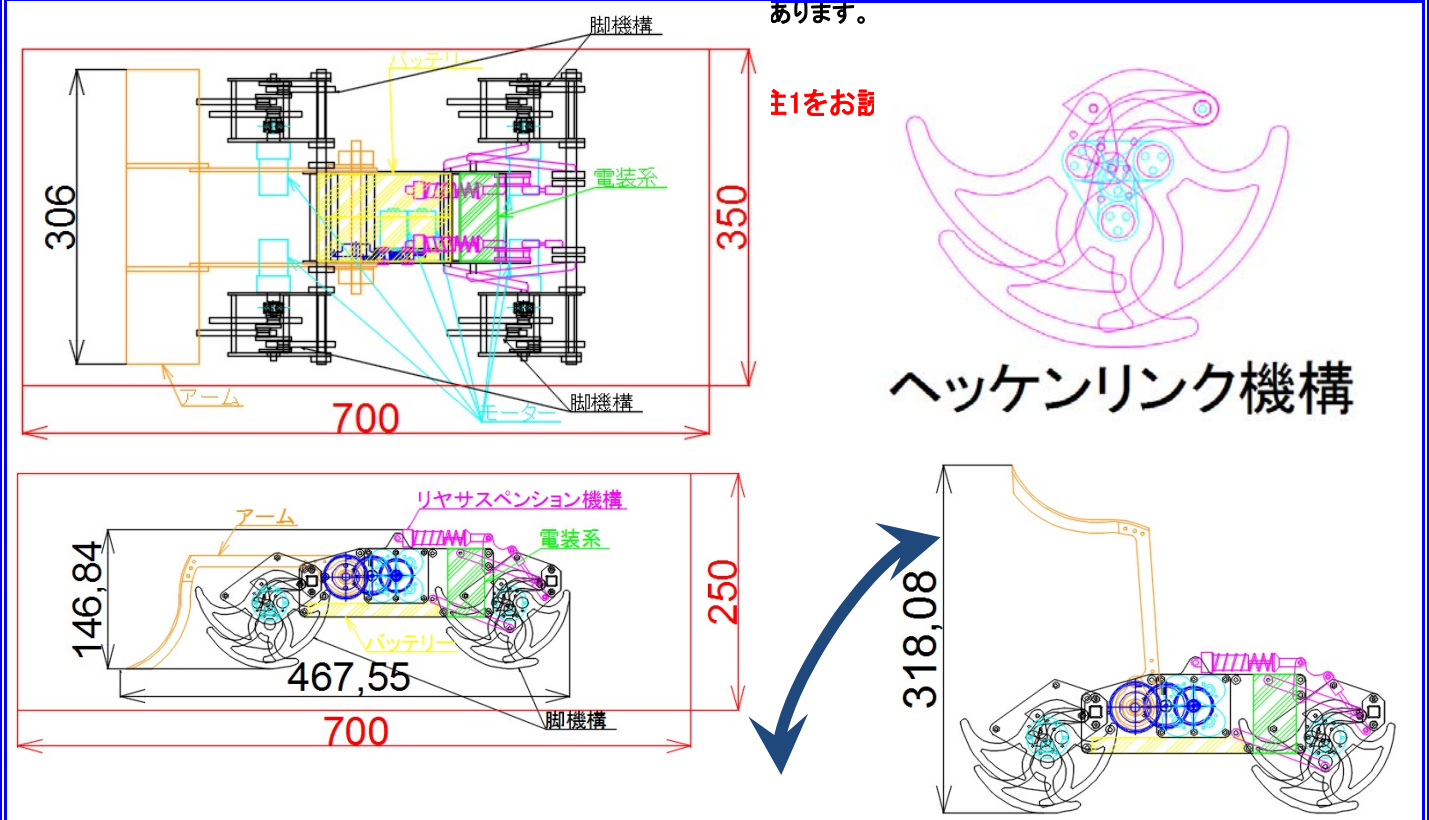 あります。
主1をお読
脚機構
バッテリー
電装系
306
350
アーム
脚機構
モーター
700
ヘッケンリンク機構
リヤサスペンション機構
アーム
電装系
146,84
250
バッテリー
467,55
脚機構
700
318,08